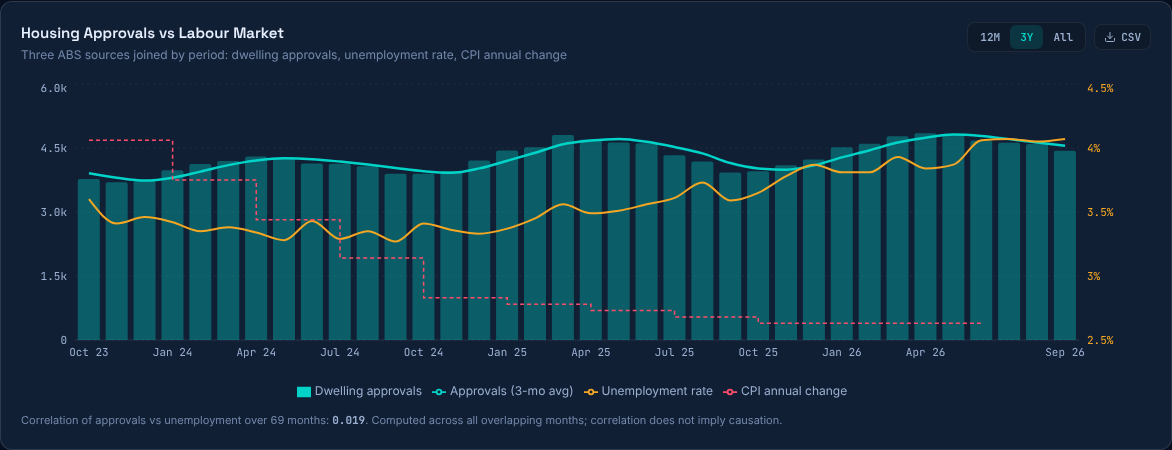 Housing Approvals vs Labour Market
Three ABS sources joined by period: dwelling approvals, unemployment rate, CPI annual change
12M 3Y All CSV
6.0k 4.5%
4.5k 4%
3.0k 3.5%
1.5k 3%
0 2.5%
Oct 23 Jan 24 Apr 24 Jul 24 Oct 24 Jan 25 Apr 25 Jul 25 Oct 25 Jan 26 Apr 26 Sep 26
Dwelling approvals Approvals (3-mo avg) Unemployment rate CPI annual change
Correlation of approvals vs unemployment over 69 months: 0.019. Computed across all overlapping months; correlation does not imply causation.